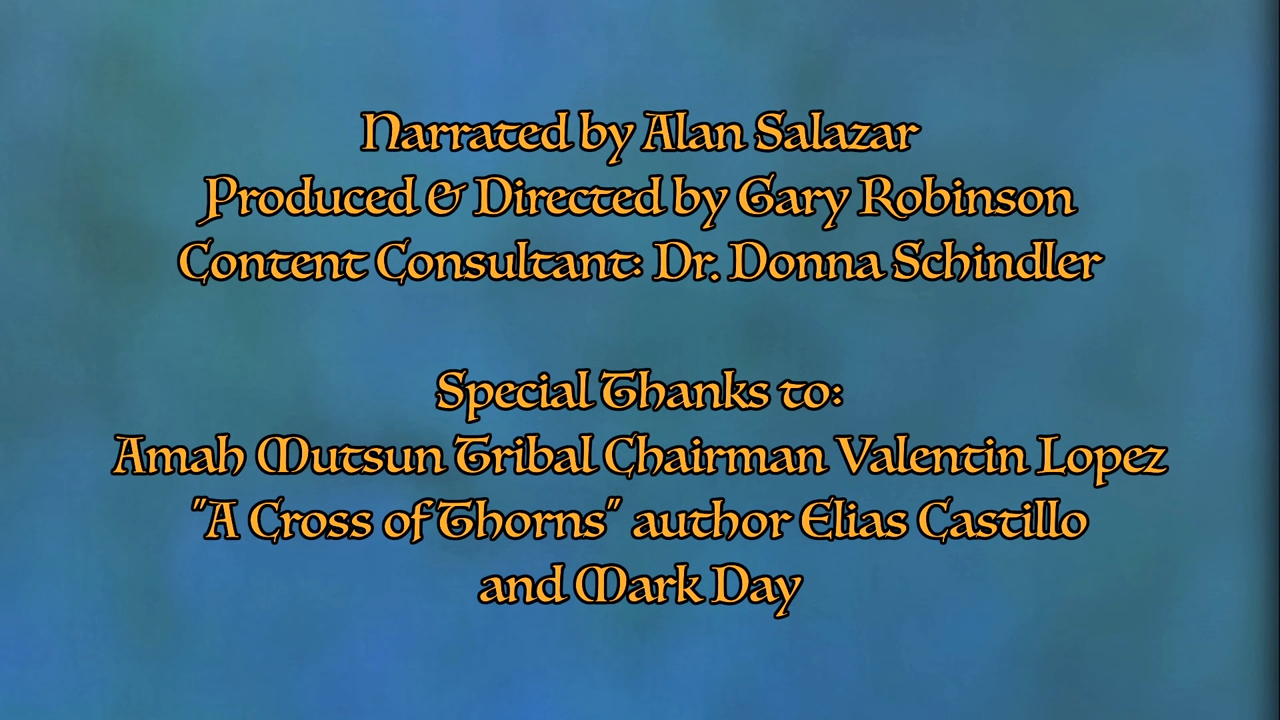 Narrated by Alan Salazar
Produced & Directed by Gary Robinson
Content Consultant: Dr. Donna Schindler
Special Thanks to:
Amah Mutsun Tribal Chairman Valentin Lopez
"A Cross of Thorns" author Elias Castillo
and Mark Day